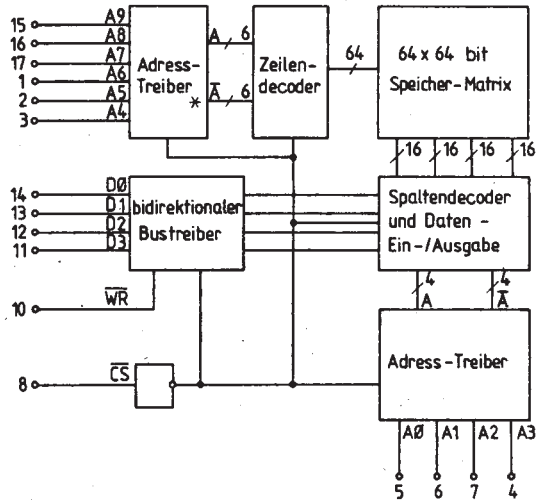 15 A9
16 A8
17 A7
1 A6
2 A5
3 A4
Adress-
Treiber
*
A 6
A̅ 6
Zeilen-
decoder
64
64 x 64 bit
Speicher-Matrix
16 16 16 16
14 D0
13 D1
12 D2
11 D3
bidirektionaler
Bustreiber
Spaltendecoder
und Daten-
Ein-/Ausgabe
10 W̅R̅
4 4
A A̅
8 C̅S̅
Adress-Treiber
A0 A1 A2 A3
5 6 7 4